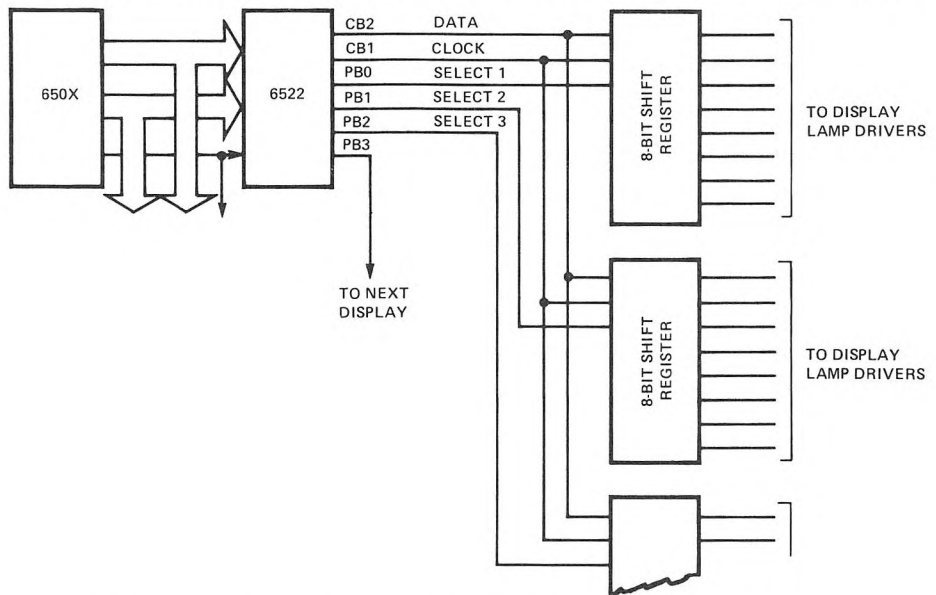 650X
6522
CB2 DATA
CB1 CLOCK
PB0 SELECT 1
PB1 SELECT 2
PB2 SELECT 3
PB3
TO NEXT
DISPLAY
8-BIT SHIFT
REGISTER
TO DISPLAY
LAMP DRIVERS
8-BIT SHIFT
REGISTER
TO DISPLAY
LAMP DRIVERS